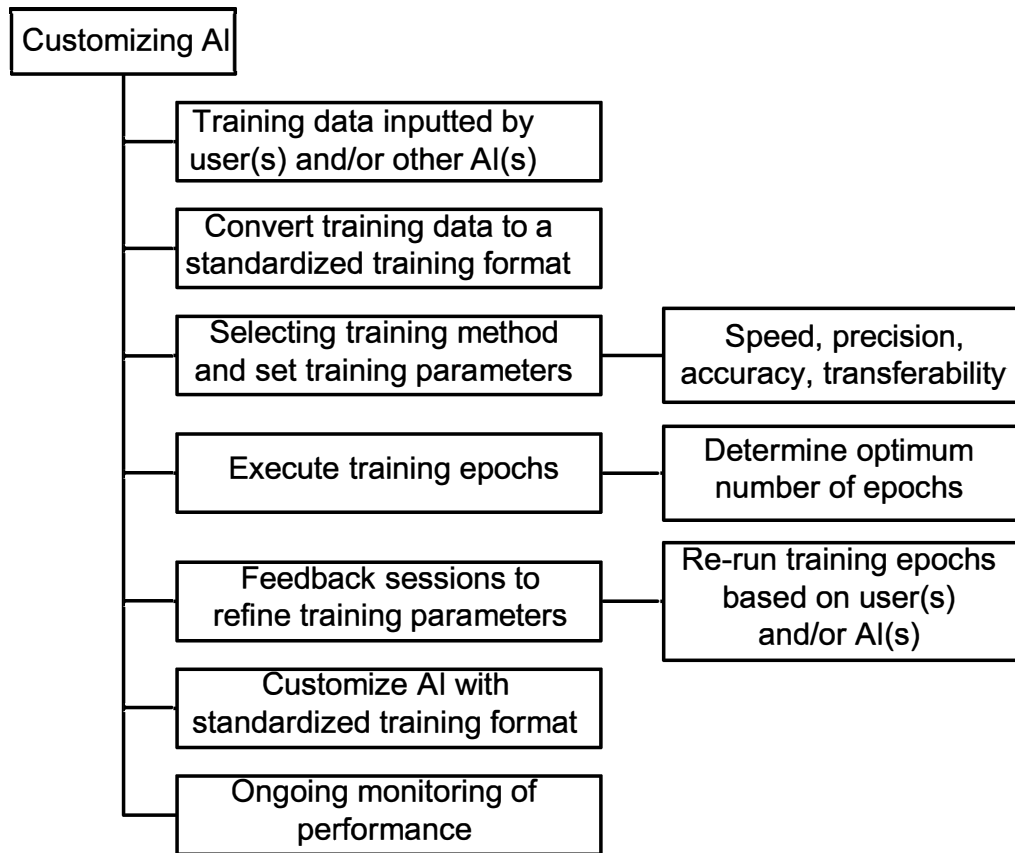 Customizing AI
Training data inputted by
user(s) and/or other AI(s)
Convert training data to a
standardized training format
Selecting training method
and set training parameters
Speed, precision,
accuracy, transferability
Execute training epochs
Determine optimum
number of epochs
Feedback sessions to
refine training parameters
Re-run training epochs
based on user(s)
and/or AI(s)
Customize AI with
standardized training format
Ongoing monitoring of
performance